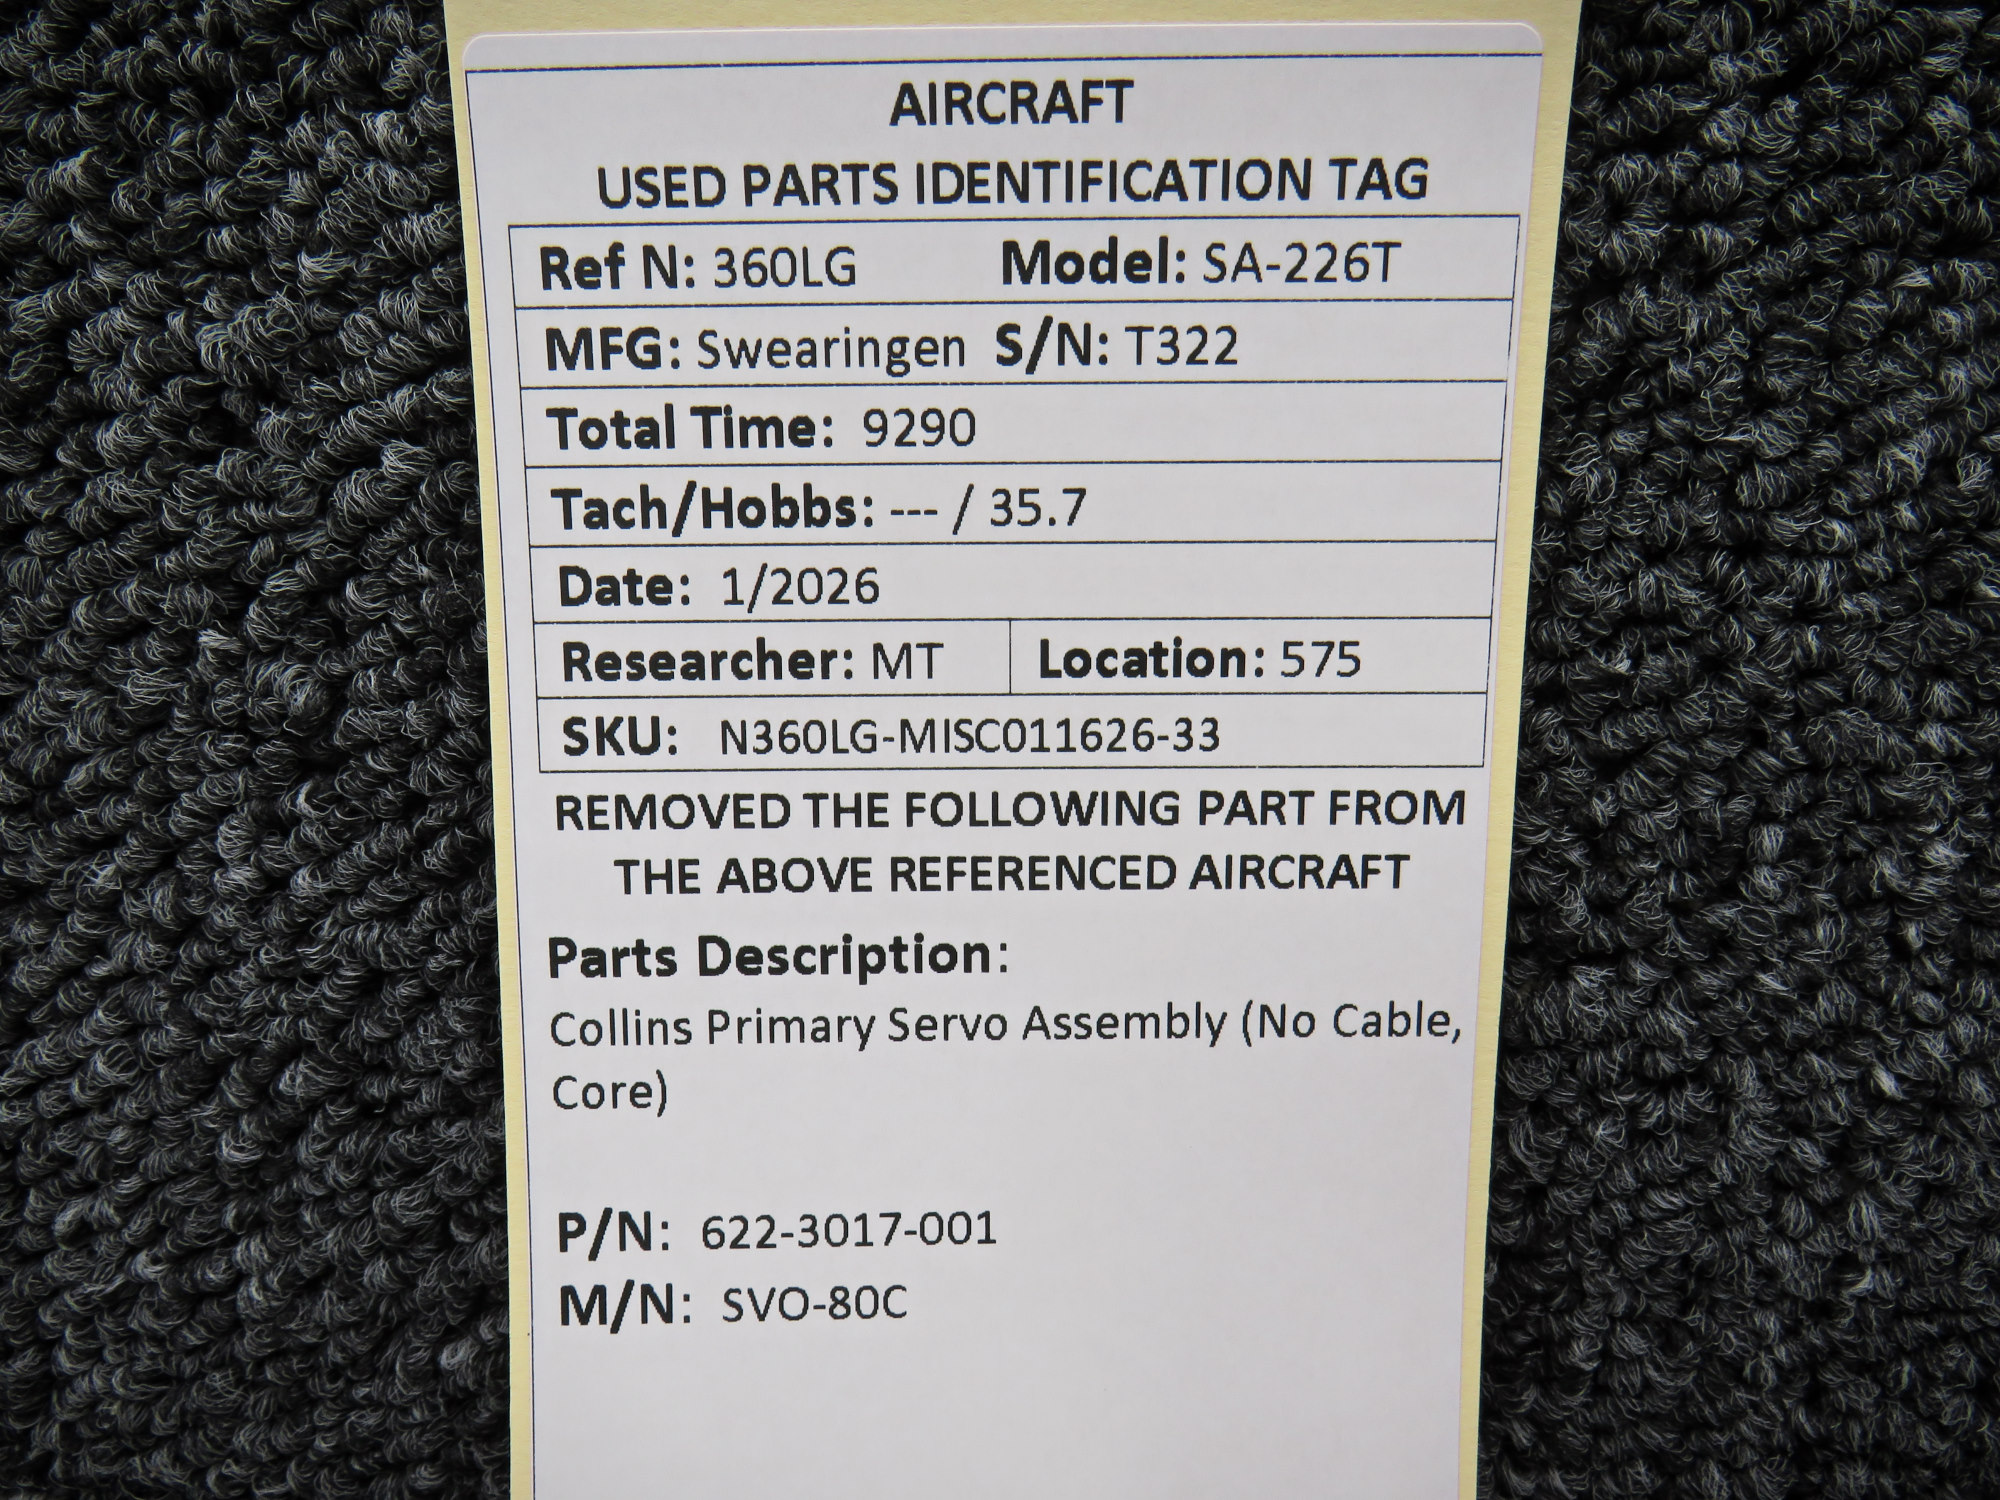 AIRCRAFT
USED PARTS IDENTIFICATION TAG
Ref N: 360LG Model: SA-226T
MFG: Swearingen S/N: T322
Total Time: 9290
Tach/Hobbs: --- / 35.7
Date: 1/2026
Researcher: MT Location: 575
SKU: N360LG-MISC011626-33
REMOVED THE FOLLOWING PART FROM
THE ABOVE REFERENCED AIRCRAFT
Parts Description:
Collins Primary Servo Assembly (No Cable,
Core)
P/N: 622-3017-001
M/N: SVO-80C